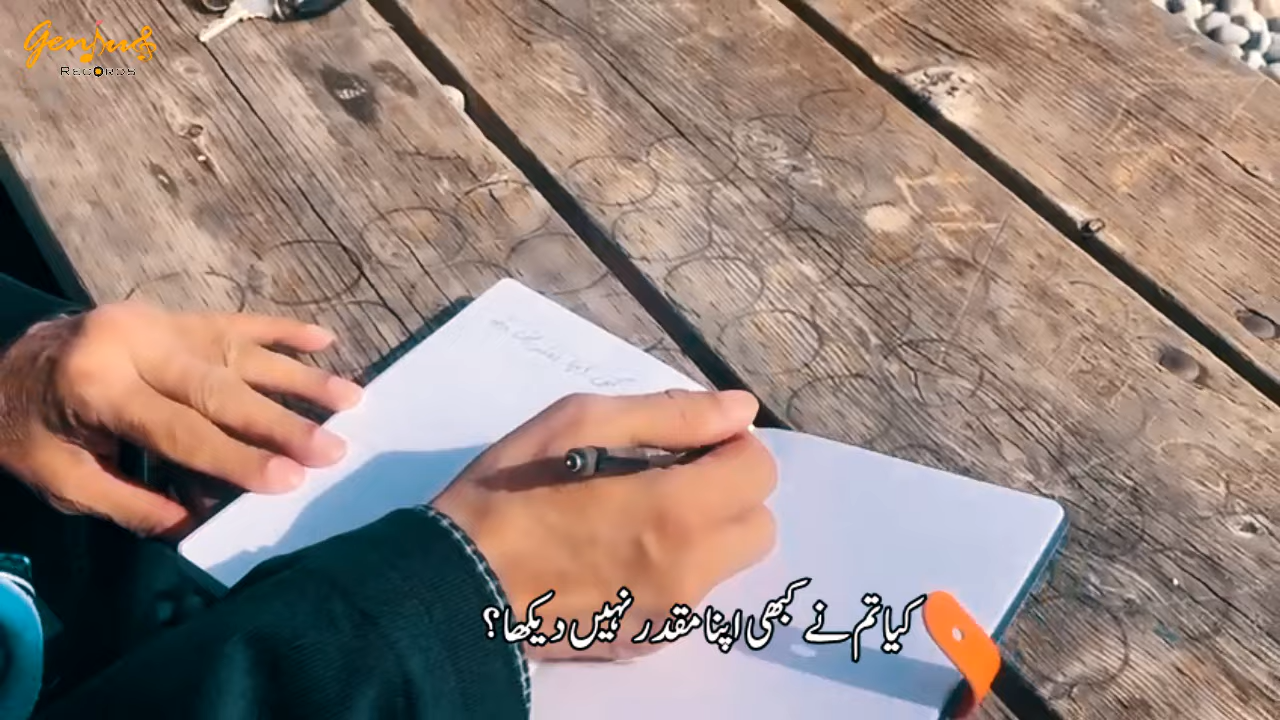 Genius
RECORDS
کیا تم نے کبھی اپنا مقدر نہیں دیکھا؟